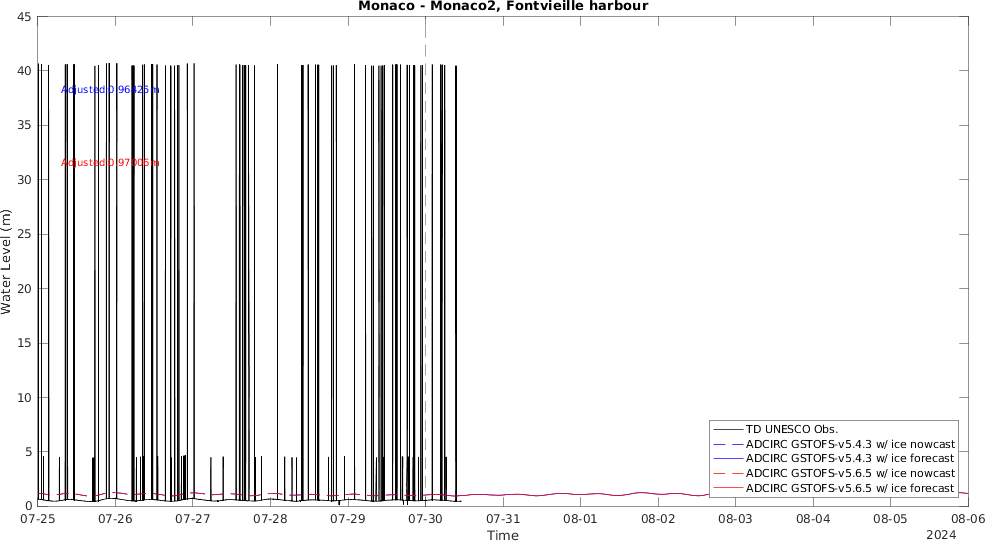 Monaco - Monaco2, Fontvieille harbour
45
40
35
30
25
20
15
10
5
0
Water Level (m)
Adjusted:0.96425m
TD UNESCO Obs.
ADCIRC GSTOFS-v5.4.3 w/ ice nowcast
ADCIRC GSTOFS-v5.4.3 w/ ice forecast
ADCIRC GSTOFS-v5.6.5 w/ ice nowcast
ADCIRC GSTOFS-v5.6.5 w/ ice forecast
07-25 07-26 07-27 07-28 07-29 07-30 07-31 08-01 08-02 08-03 08-04 08-05 08-06
Time
2024